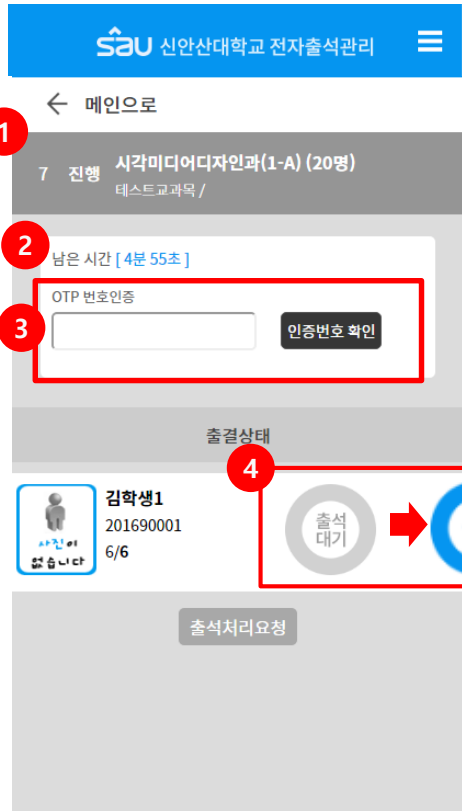 sau 신안산대학교 전자출석관리
메인으로
1
7 진행 시각미디어디자인과(1-A) (20명)
테스트교과목 /
2
남은 시간 [ 4분 55초 ]
OTP 번호인증
3
인증번호 확인
출결상태
4
김학생1
201690001
6/6
사진이
없습니다
출석
대기
출석처리요청